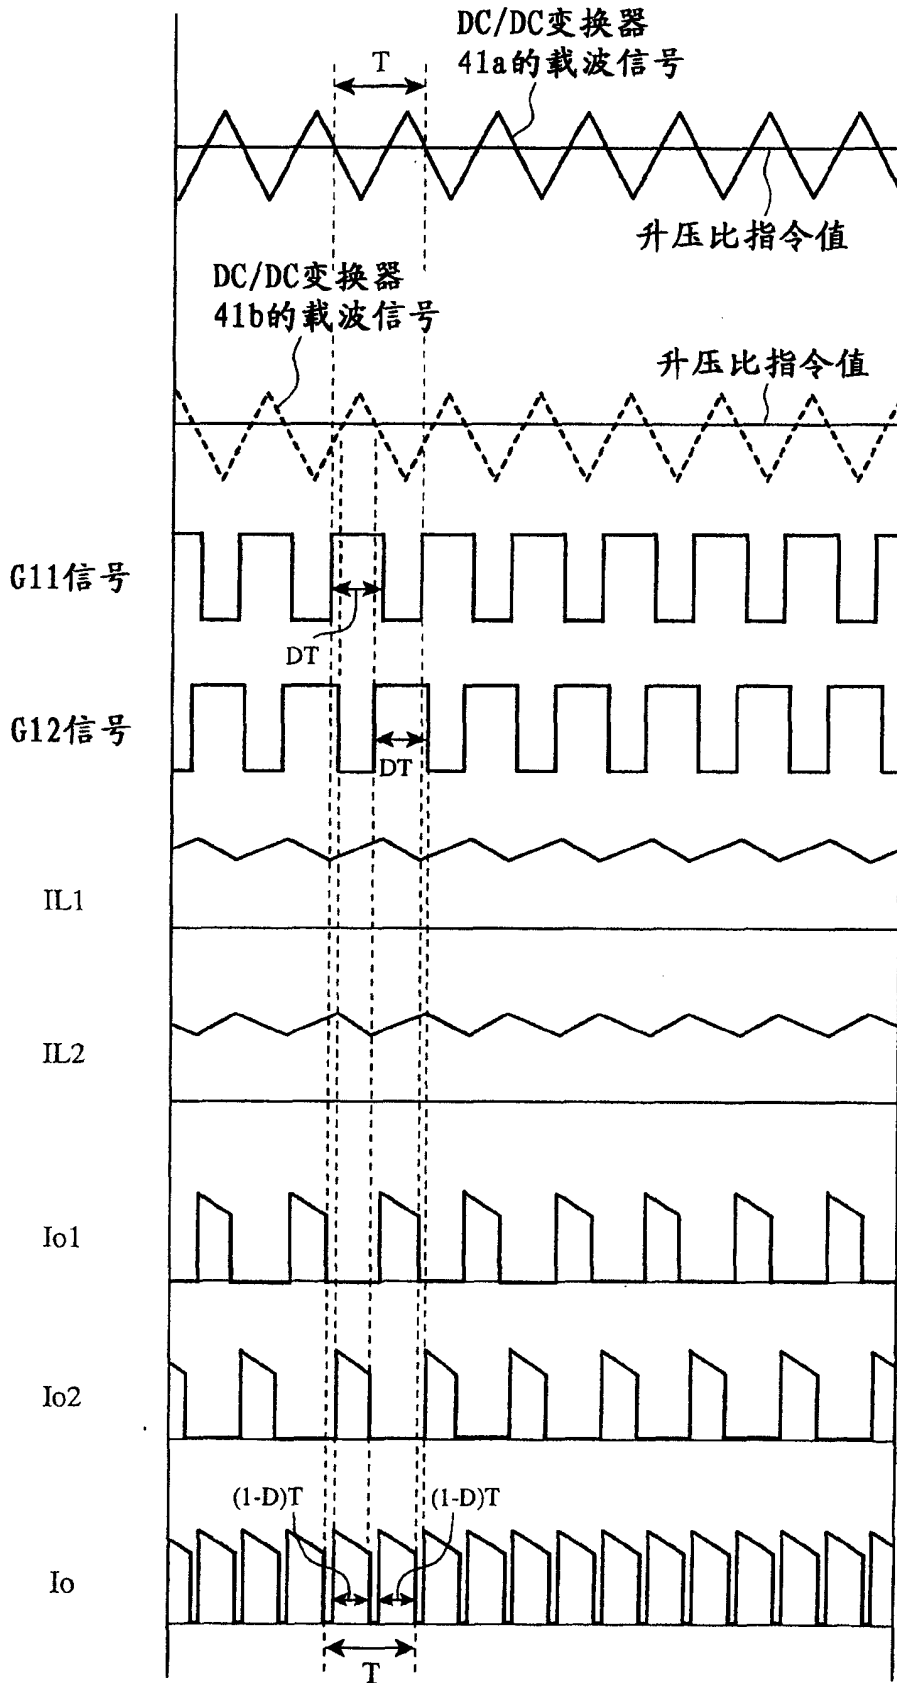 DC/DC变换器
41a的载波信号
T
升压比指令值
DC/DC变换器
41b的载波信号
升压比指令值
G11信号
DT
G12信号
DT
IL1
IL2
Io1
Io2
(1-D)T
(1-D)T
Io
T